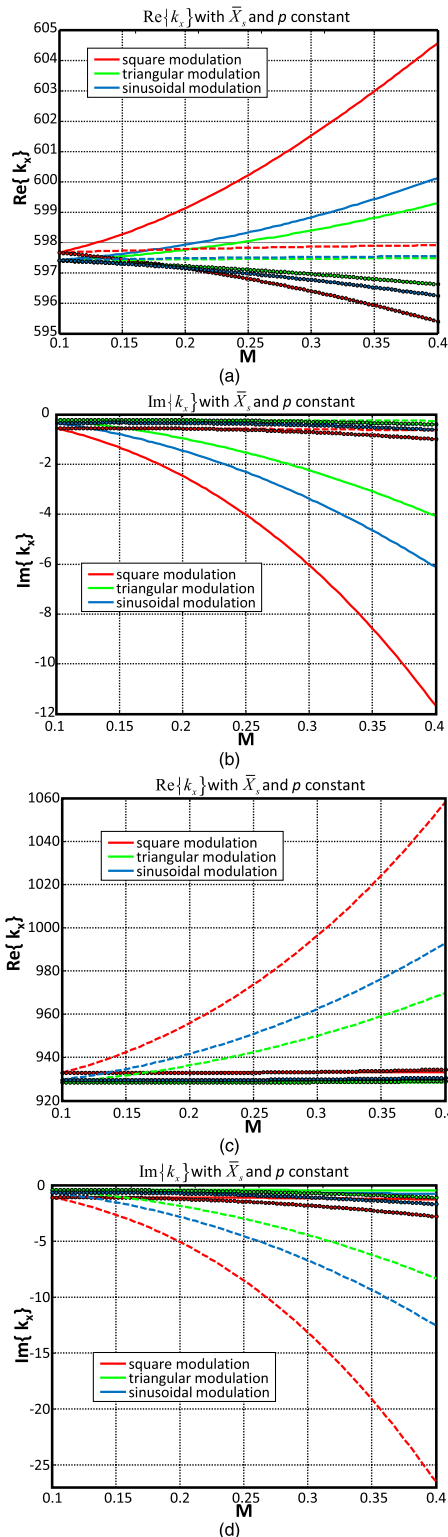 Re{kₓ} with X̄ₛ and p constant
605
604
603
602
601
600
599
598
597
596
595
Re{ kₓ}
square modulation
triangular modulation
sinusoidal modulation
0.1 0.15 0.2 0.25 0.3 0.35 0.4
M
(a)
Im{kₓ} with X̄ₛ and p constant
0
-2
-4
-6
-8
-10
-12
Im{ kₓ}
square modulation
triangular modulation
sinusoidal modulation
0.1 0.15 0.2 0.25 0.3 0.35 0.4
M
(b)
Re{kₓ} with X̄ₛ and p constant
1060
1040
1020
1000
980
960
940
920
Re{ kₓ}
square modulation
triangular modulation
sinusoidal modulation
0.1 0.15 0.2 0.25 0.3 0.35 0.4
M
(c)
Im{kₓ} with X̄ₛ and p constant
0
-5
-10
-15
-20
-25
Im{ kₓ}
square modulation
triangular modulation
sinusoidal modulation
0.1 0.15 0.2 0.25 0.3 0.35 0.4
M
(d)